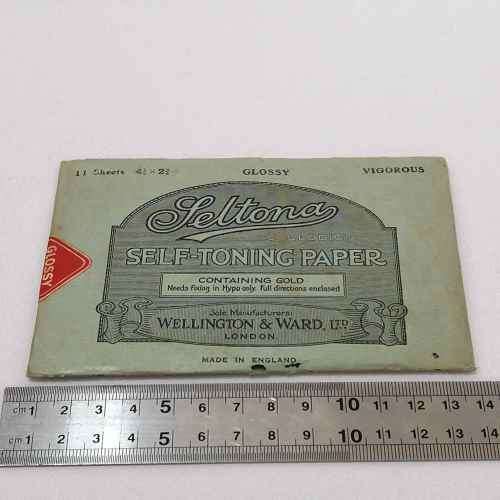 11 Sheets 4¼ × 2¾ GLOSSY VIGOROUS
Seltona
COLLODION
SELF-TONING PAPER
CONTAINING GOLD
Needs fixing in Hypo only. Full directions enclosed
Sole Manufacturers:
WELLINGTON & WARD, LTD
LONDON
MADE IN ENGLAND
GLOSSY
cm 1 2 3 4 5 6 7 8 9 10 11 12 13 14
cm 1 2 3 4 5 6 7 8 9 10 11 12 13 14